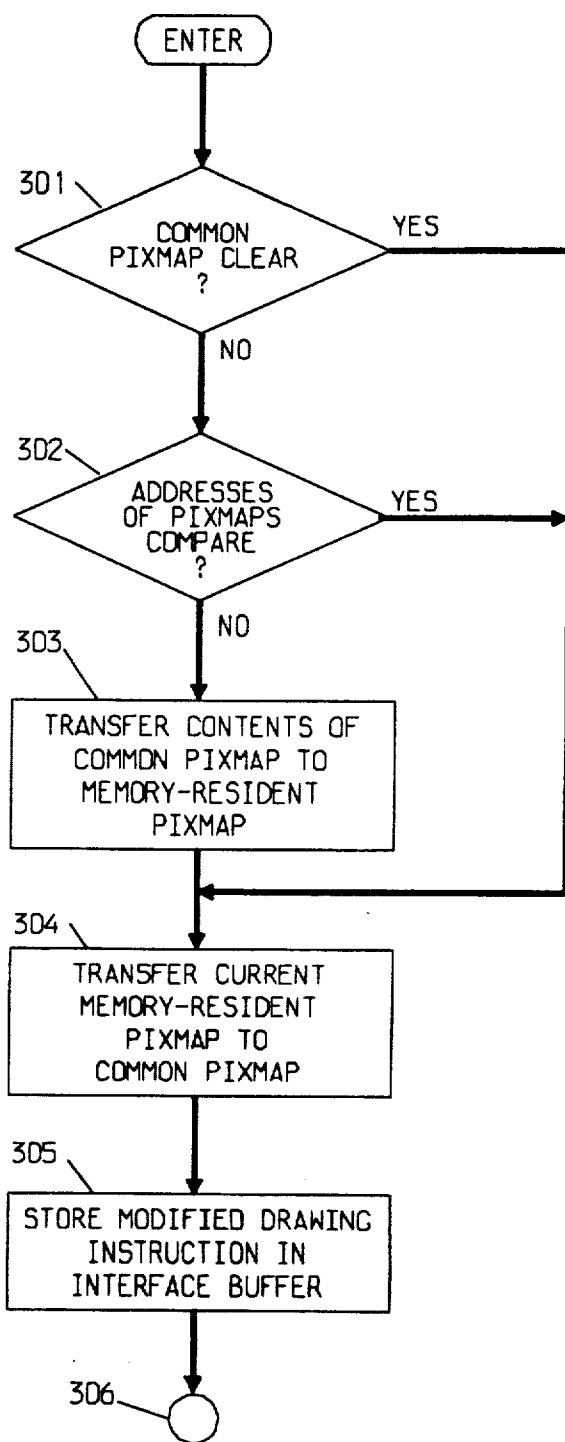 ENTER
301
COMMON
PIXMAP CLEAR
?
YES
NO
302
ADDRESSES
OF PIXMAPS
COMPARE
?
YES
NO
303
TRANSFER CONTENTS OF
COMMON PIXMAP TO
MEMORY-RESIDENT
PIXMAP
304
TRANSFER CURRENT
MEMORY-RESIDENT
PIXMAP TO
COMMON PIXMAP
305
STORE MODIFIED DRAWING
INSTRUCTION IN
INTERFACE BUFFER
306